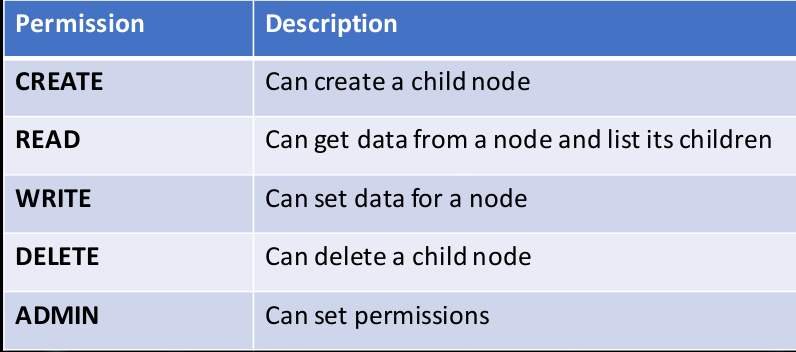 Permission Description
CREATE Can create a child node
READ Can get data from a node and list its children
WRITE Can set data for a node
DELETE Can delete a child node
ADMIN Can set permissions